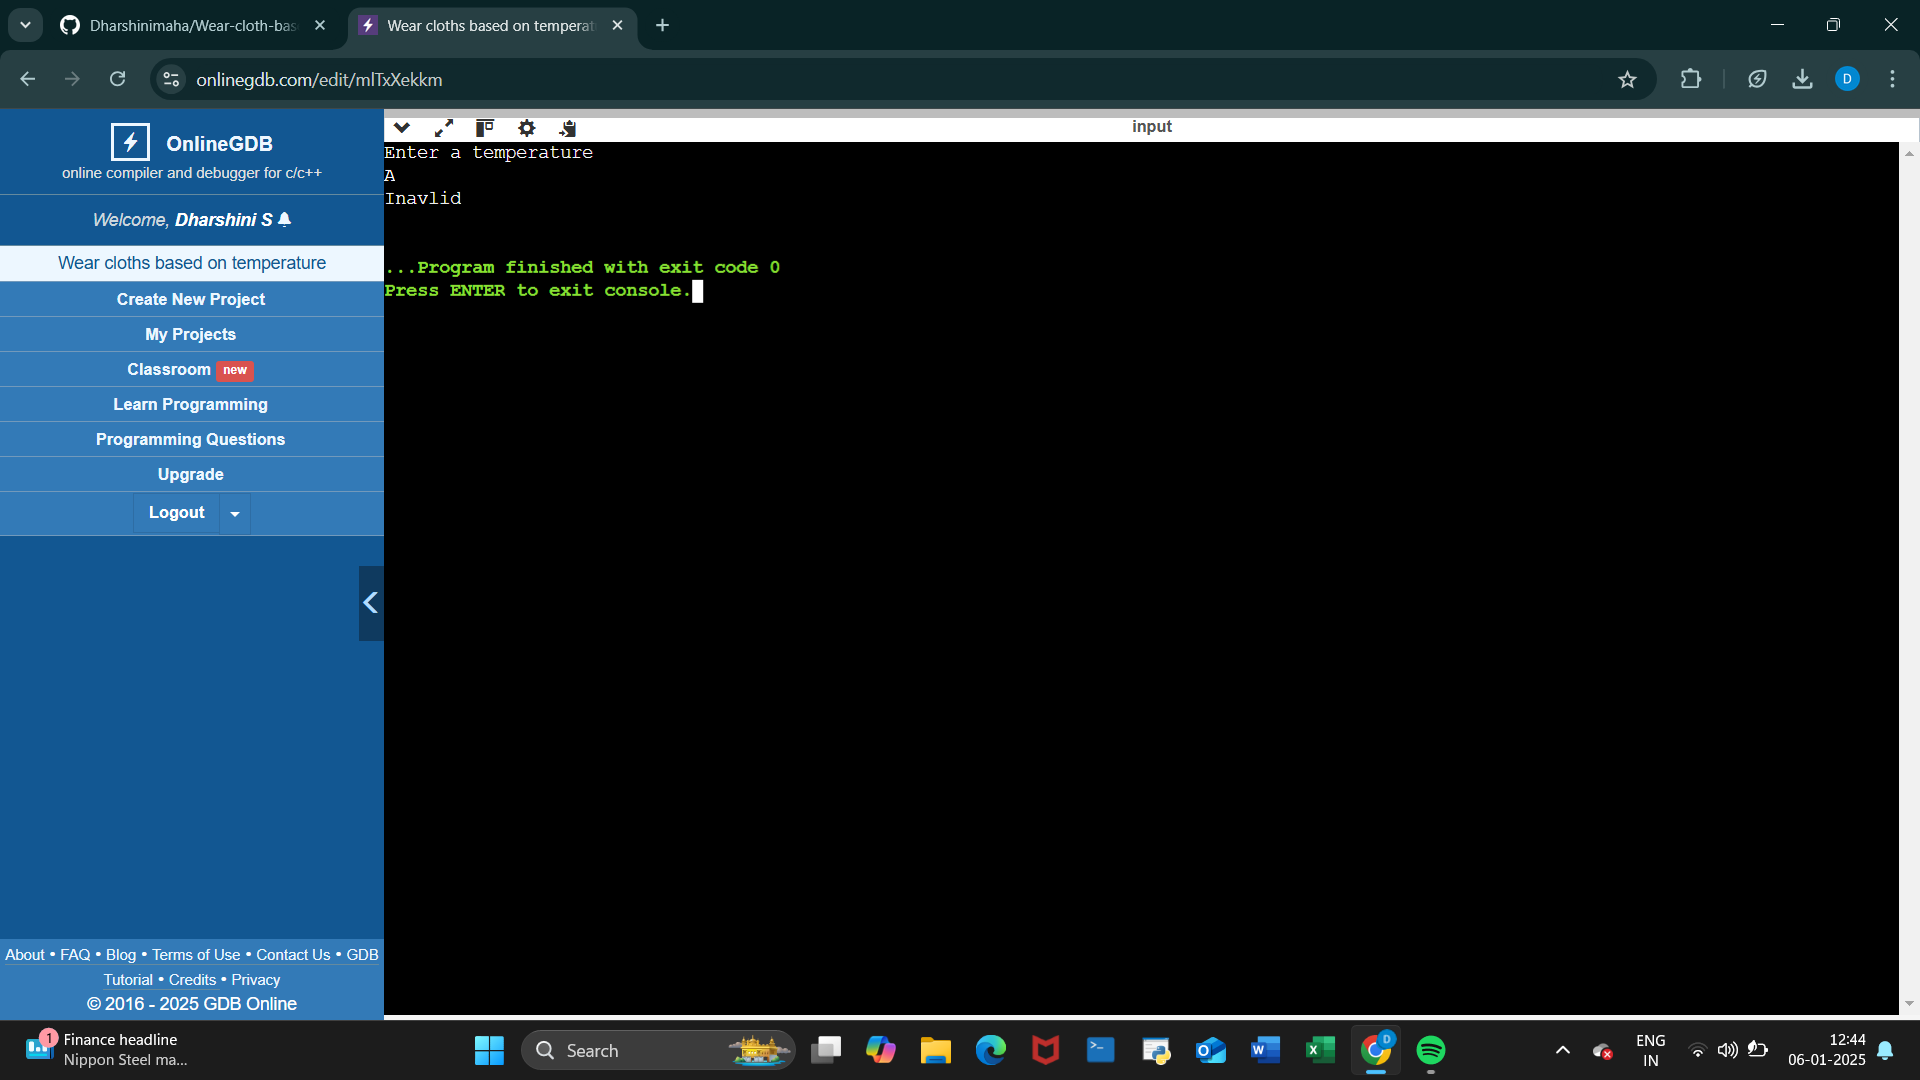 Dharshinimaha/Wear-cloth-bas
Wear cloths based on temperat
onlinegdb.com/edit/mlTxXekkm
D
OnlineGDB
online compiler and debugger for c/c++
Welcome, Dharshini S
Wear cloths based on temperature
Create New Project
My Projects
Classroom new
Learn Programming
Programming Questions
Upgrade
Logout
About • FAQ • Blog • Terms of Use • Contact Us • GDB
Tutorial • Credits • Privacy
© 2016 - 2025 GDB Online
input
Enter a temperature
A
Inavlid
...Program finished with exit code 0
Press ENTER to exit console.
1
Finance headline
Nippon Steel ma...
Search
D
ENG
IN
12:44
06-01-2025